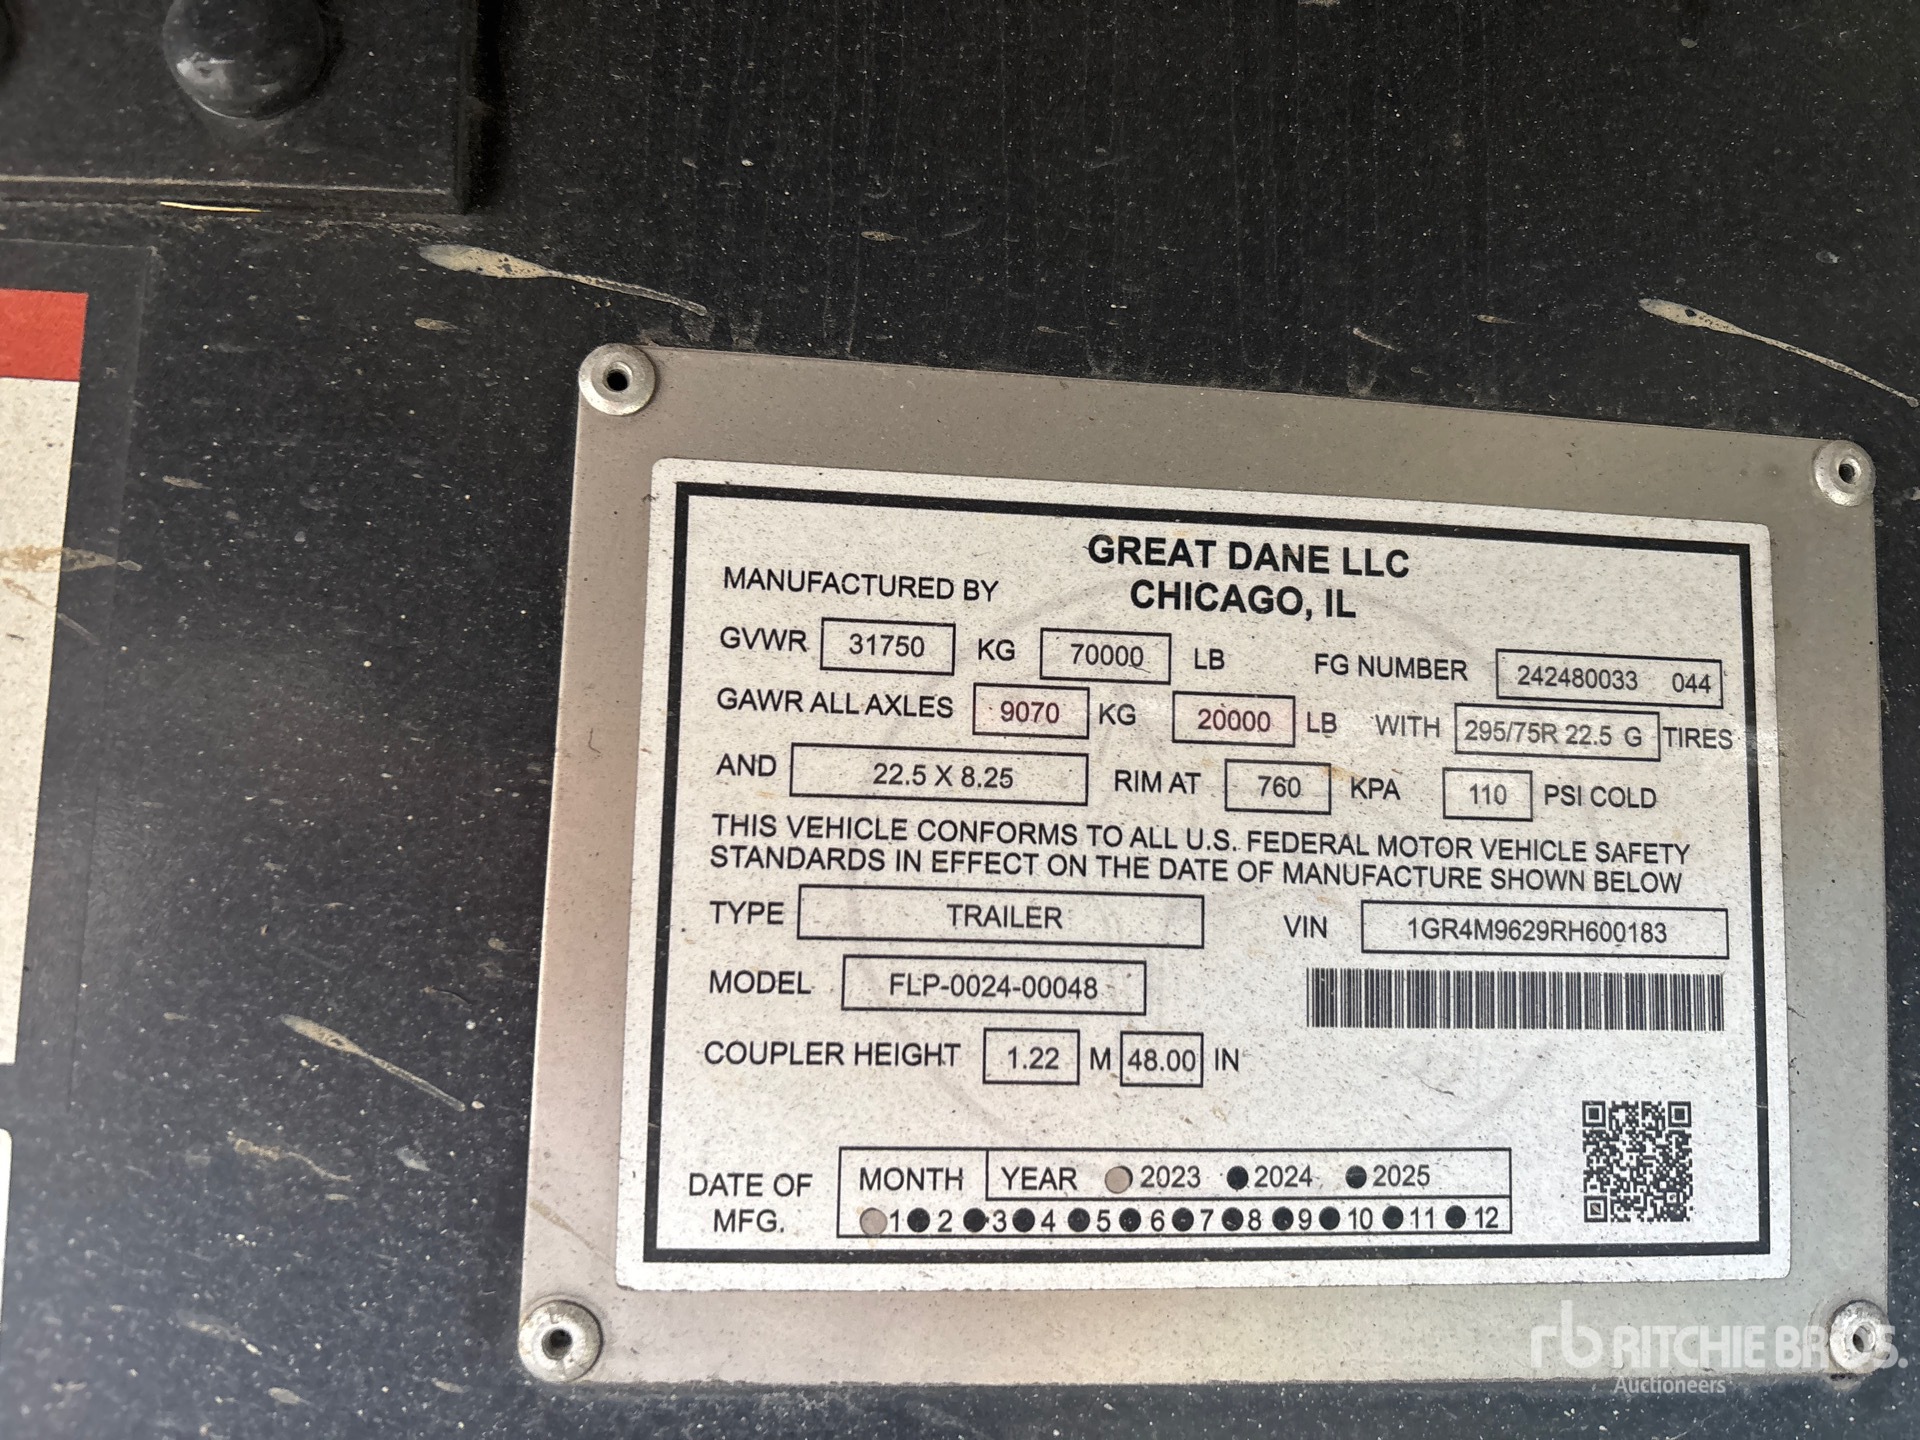 GREAT DANE LLC
MANUFACTURED BY CHICAGO, IL
GVWR 31750 KG 70000 LB FG NUMBER 242480033 044
GAWR ALL AXLES 9070 KG 20000 LB WITH 295/75R 22.5 G TIRES
AND 22.5 X 8.25 RIM AT 760 KPA 110 PSI COLD
THIS VEHICLE CONFORMS TO ALL U.S. FEDERAL MOTOR VEHICLE SAFETY
STANDARDS IN EFFECT ON THE DATE OF MANUFACTURE SHOWN BELOW
TYPE TRAILER VIN 1GR4M9629RH600183
MODEL FLP-0024-00048
COUPLER HEIGHT 1.22 M 48.00 IN
DATE OF MFG. MONTH YEAR 2023 2024 2025
1 2 3 4 5 6 7 8 9 10 11 12
rb RITCHIE BROS.
Auctioneers